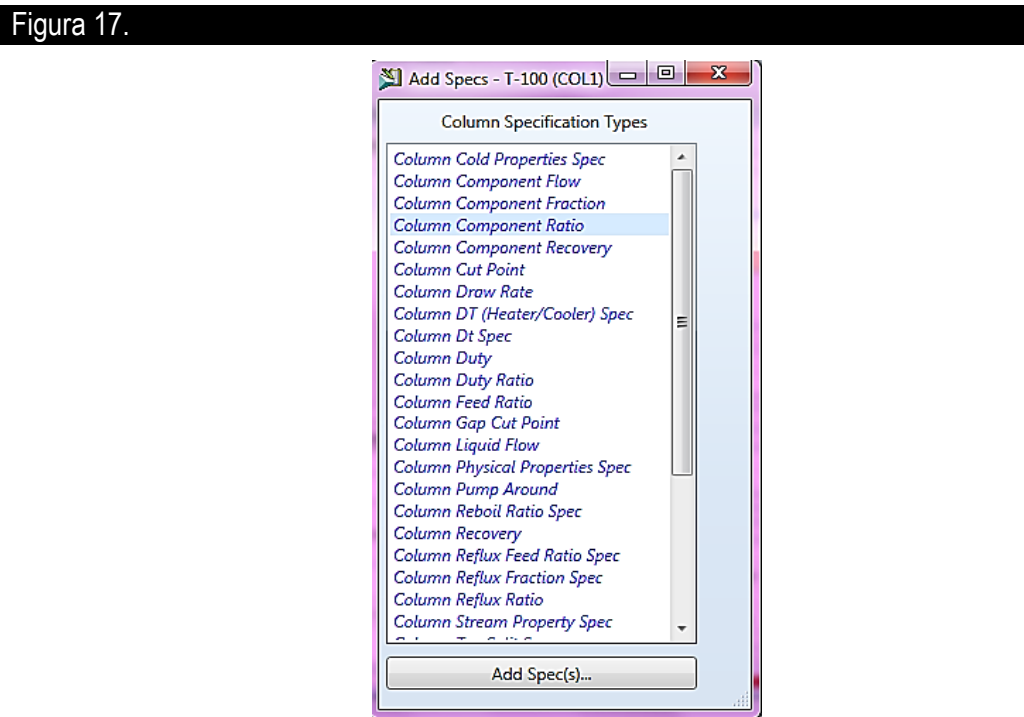 Figura 17.
Add Specs - T-100 (COL1)
Column Specification Types
Column Cold Properties Spec
Column Component Flow
Column Component Fraction
Column Component Ratio
Column Component Recovery
Column Cut Point
Column Draw Rate
Column DT (Heater/Cooler) Spec
Column Dt Spec
Column Duty
Column Duty Ratio
Column Feed Ratio
Column Gap Cut Point
Column Liquid Flow
Column Physical Properties Spec
Column Pump Around
Column Reboil Ratio Spec
Column Recovery
Column Reflux Feed Ratio Spec
Column Reflux Fraction Spec
Column Reflux Ratio
Column Stream Property Spec
Add Spec(s)...